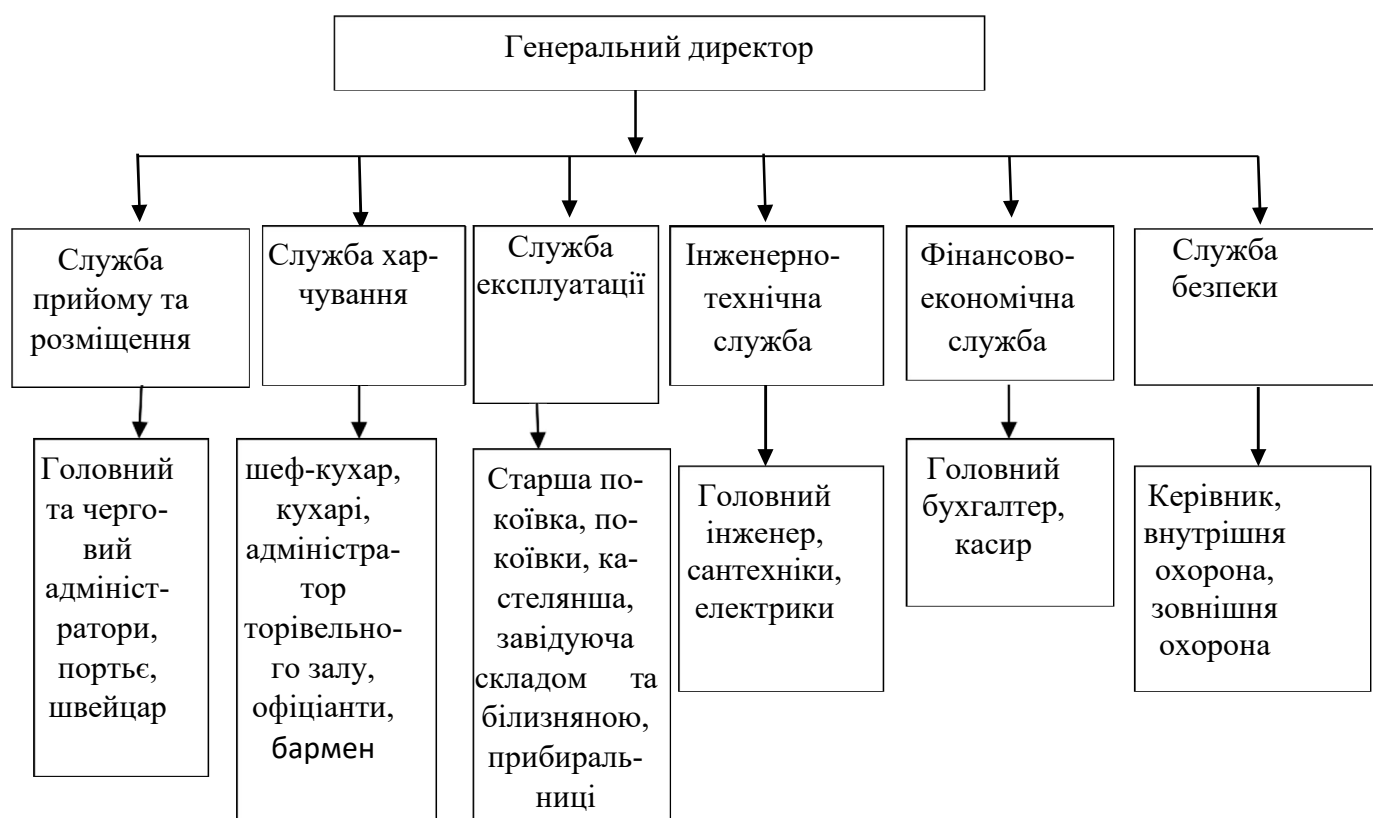 Генеральний директор
Служба
прийому та
розміщення
Служба хар-
чування
Служба
експлуатації
Інженерно-
технічна
служба
Фінансово-
економічна
служба
Служба
безпеки
Головний
та черго-
вий
адмініст-
ратори,
портьє,
швейцар
шеф-кухар,
кухарі,
адміністра-
тор
торівельно-
го залу,
офіціанти,
бармен
Старша по-
коївка, по-
коївки, ка-
стелянша,
завідуюча
складом та
білизняною,
прибираль-
ниці
Головний
інженер,
сантехніки,
електрики
Головний
бухгалтер,
касир
Керівник,
внутрішня
охорона,
зовнішня
охорона